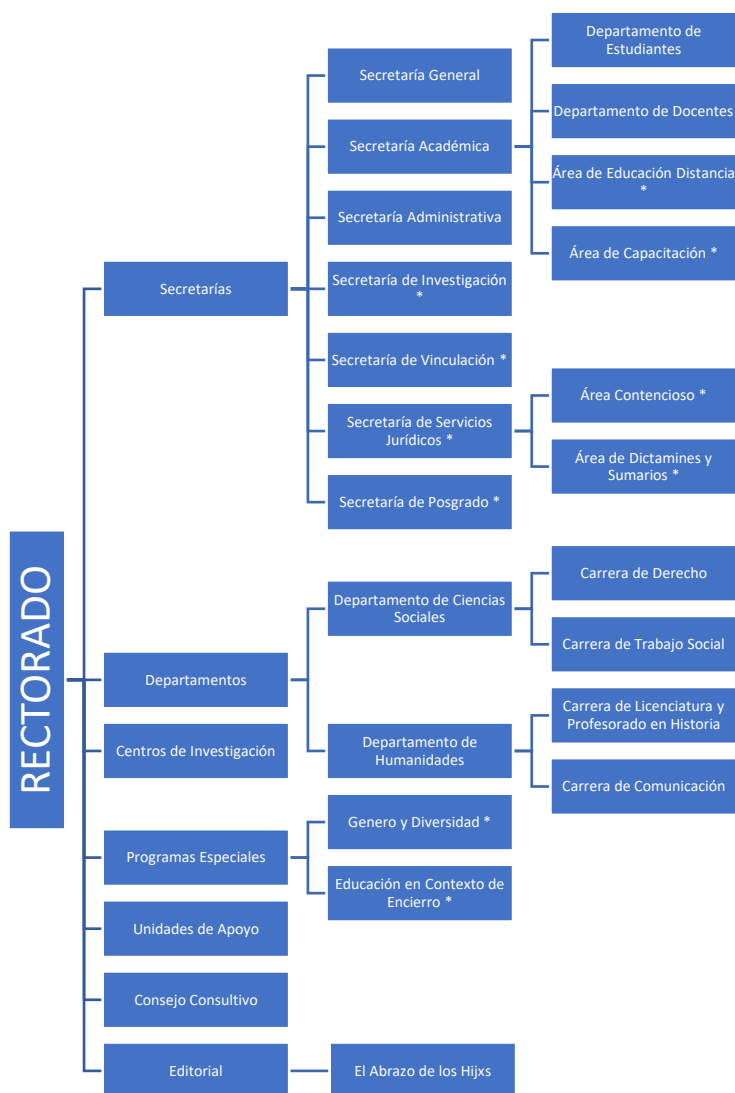 RECTORADO
Secretarías
Secretaría General
Secretaría Académica
Departamento de
Estudiantes
Departamento de Docentes
Área de Educación Distancia
*
Área de Capacitación *
Secretaría Administrativa
Secretaría de Investigación
*
Secretaría de Vinculación *
Secretaría de Servicios
Jurídicos *
Área Contencioso *
Área de Dictamines y
Sumarios *
Secretaría de Posgrado *
Departamentos
Departamento de Ciencias
Sociales
Carrera de Derecho
Carrera de Trabajo Social
Departamento de
Humanidades
Carrera de Licenciatura y
Profesorado en Historia
Carrera de Comunicación
Centros de Investigación
Programas Especiales
Genero y Diversidad *
Educación en Contexto de
Encierro *
Unidades de Apoyo
Consejo Consultivo
Editorial
El Abrazo de los Hijxs